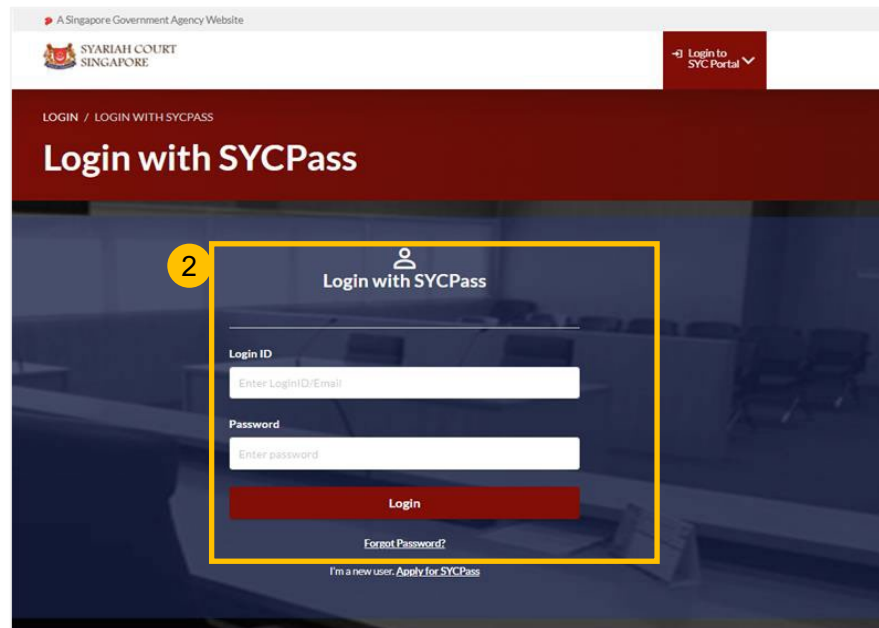 A Singapore Government Agency Website
SYARIAH COURT
SINGAPORE
Login to
SYC Portal
LOGIN / LOGIN WITH SYCPASS
Login with SYCPass
2
Login with SYCPass
Login ID
Enter LoginID/Email
Password
Enter password
Login
Forgot Password?
I'm a new user. Apply for SYCPass